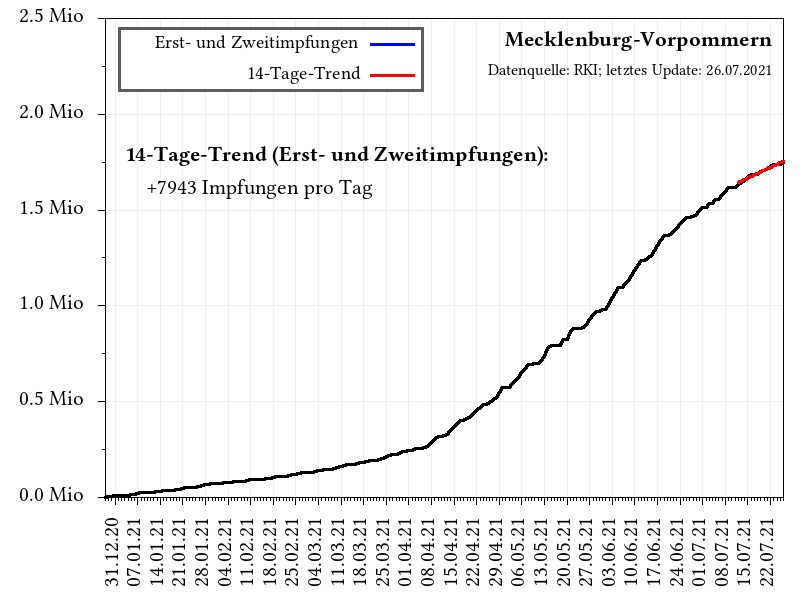 2.5 Mio
2.0 Mio
1.5 Mio
1.0 Mio
0.5 Mio
0.0 Mio
Erst- und Zweitimpfungen
14-Tage-Trend
Mecklenburg-Vorpommern
Datenquelle: RKI; letztes Update: 26.07.2021
14-Tage-Trend (Erst- und Zweitimpfungen):
+7943 Impfungen pro Tag
31.12.20
07.01.21
14.01.21
21.01.21
28.01.21
04.02.21
11.02.21
18.02.21
25.02.21
04.03.21
11.03.21
18.03.21
25.03.21
01.04.21
08.04.21
15.04.21
22.04.21
29.04.21
06.05.21
13.05.21
20.05.21
27.05.21
03.06.21
10.06.21
17.06.21
24.06.21
01.07.21
08.07.21
15.07.21
22.07.21